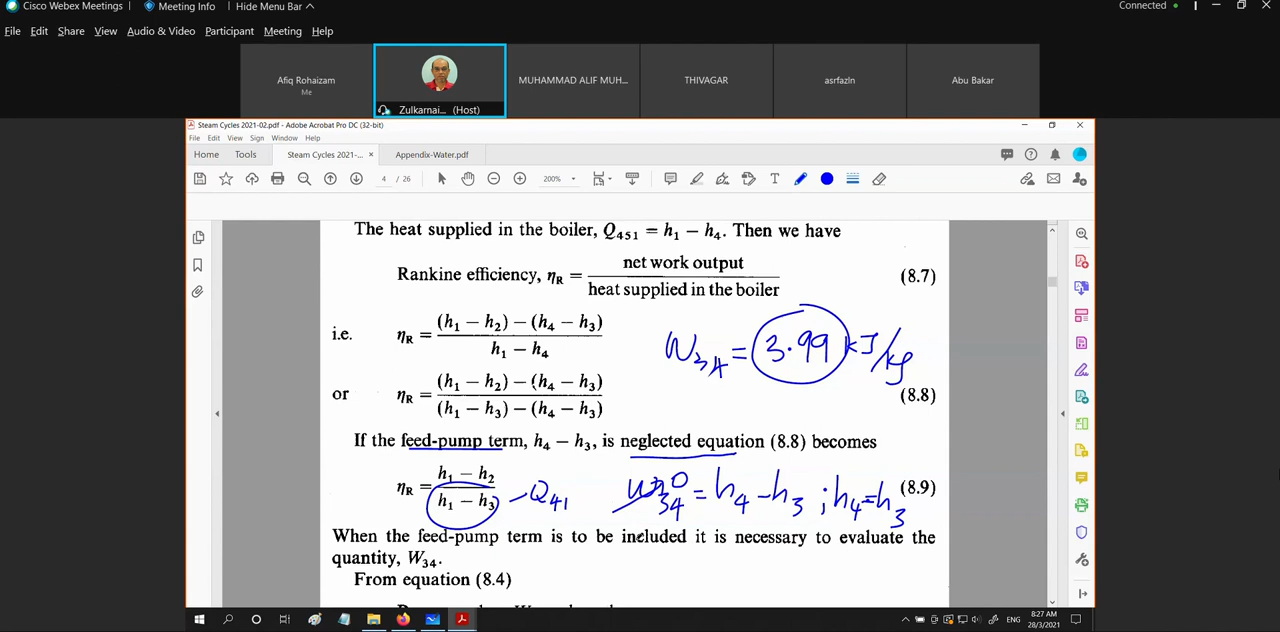 Cisco Webex Meetings | Meeting Info | Hide Menu Bar
Connected
File Edit Share View Audio & Video Participant Meeting Help
Afiq Rohaizam
Me
Zulkarnai... (Host)
MUHAMMAD ALIF MUH...
THIVAGAR
asrfazln
Abu Bakar
Steam Cycles 2021-02.pdf - Adobe Acrobat Pro DC (32-bit)
File Edit View Sign Window Help
Home Tools Steam Cycles 2021-... × Appendix-Water.pdf
4 / 26 200%
The heat supplied in the boiler, Q₄₅₁ = h₁ − h₄. Then we have
Rankine efficiency, ηR = net work output / heat supplied in the boiler (8.7)
i.e. ηR = (h₁ − h₂) − (h₄ − h₃) / h₁ − h₄
W₃₄ = 3.99 kJ/kg
or ηR = (h₁ − h₂) − (h₄ − h₃) / (h₁ − h₃) − (h₄ − h₃) (8.8)
If the feed-pump term, h₄ − h₃, is neglected equation (8.8) becomes
ηR = h₁ − h₂ / h₁ − h₃ (8.9)
Q₄₁
W₃₄ 0 = h₄ − h₃ ; h₄ = h₃
When the feed-pump term is to be included it is necessary to evaluate the
quantity, W₃₄.
From equation (8.4)
ENG
8:27 AM
28/3/2021